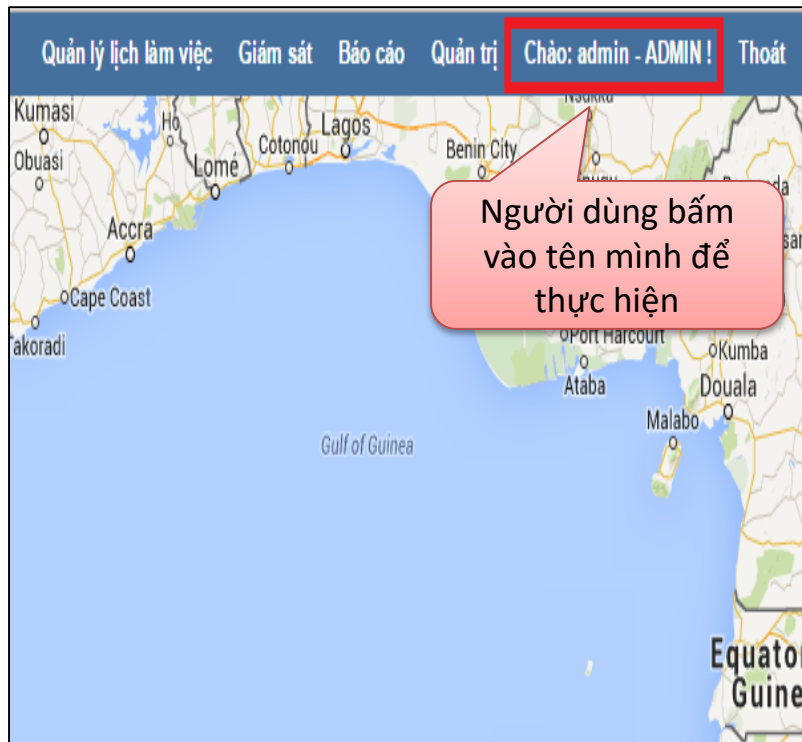 Quản lý lịch làm việc Giám sát Báo cáo Quản trị Chào: admin - ADMIN ! Thoát
Kumasi
Ho
Lagos
Cotonou
Benin City
Obuasi
Lomé
Người dùng bấm
vào tên mình để
thực hiện
Accra
Cape Coast
akoradi
Port Harcourt
Kumba
Ataba
Douala
Malabo
Gulf of Guinea
Equator
Guine